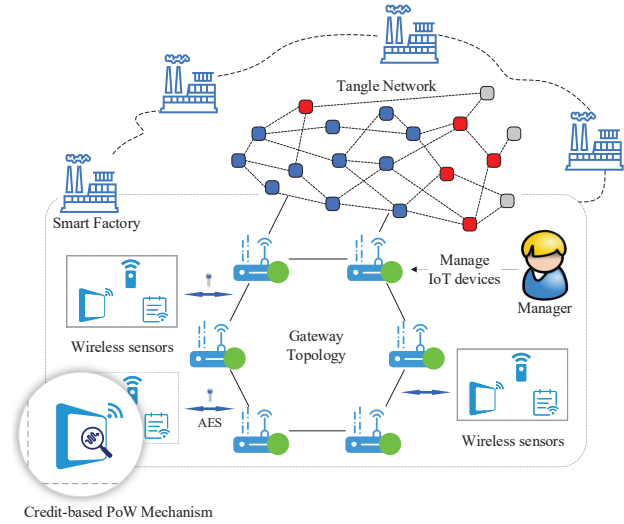 Tangle Network
Smart Factory
Manage
IoT devices
Manager
Wireless sensors
Gateway
Topology
AES
Wireless sensors
Credit-based PoW Mechanism